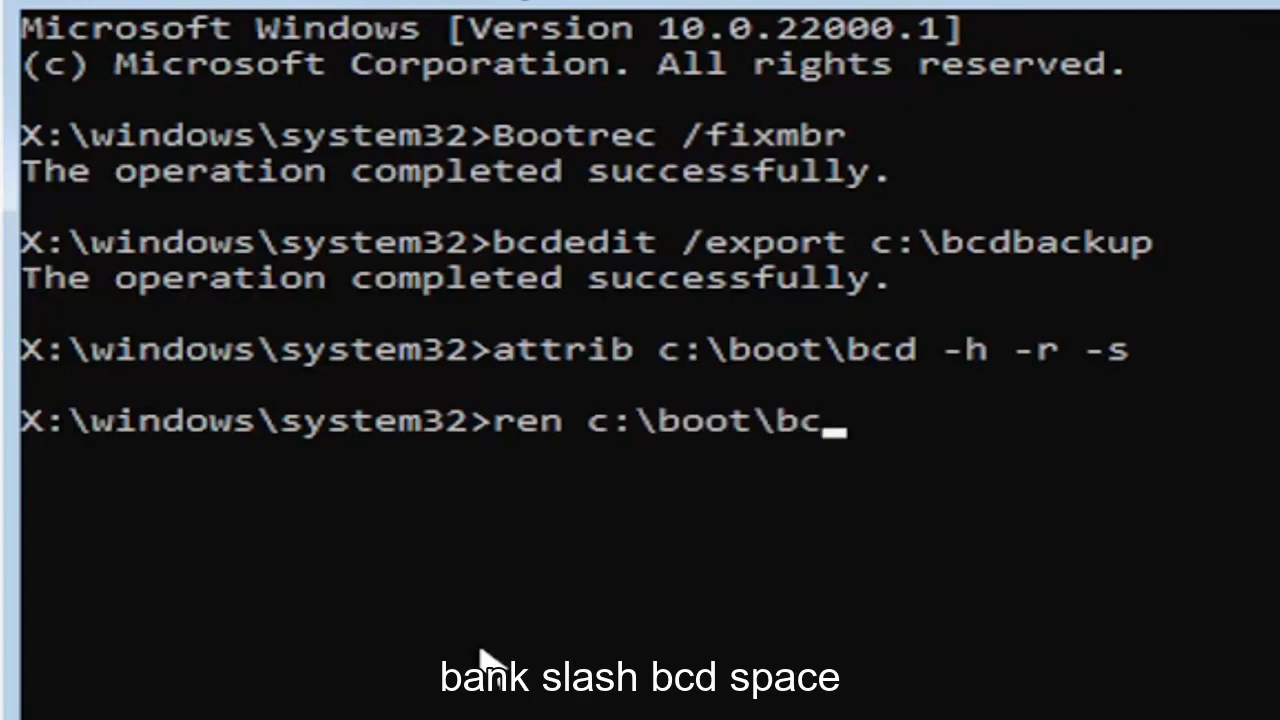 Microsoft Windows [Version 10.0.22000.1]
(c) Microsoft Corporation. All rights reserved.
X:\windows\system32>Bootrec /fixmbr
The operation completed successfully.
X:\windows\system32>bcdedit /export c:\bcdbackup
The operation completed successfully.
X:\windows\system32>attrib c:\boot\bcd -h -r -s
X:\windows\system32>ren c:\boot\bc_
bank slash bcd space